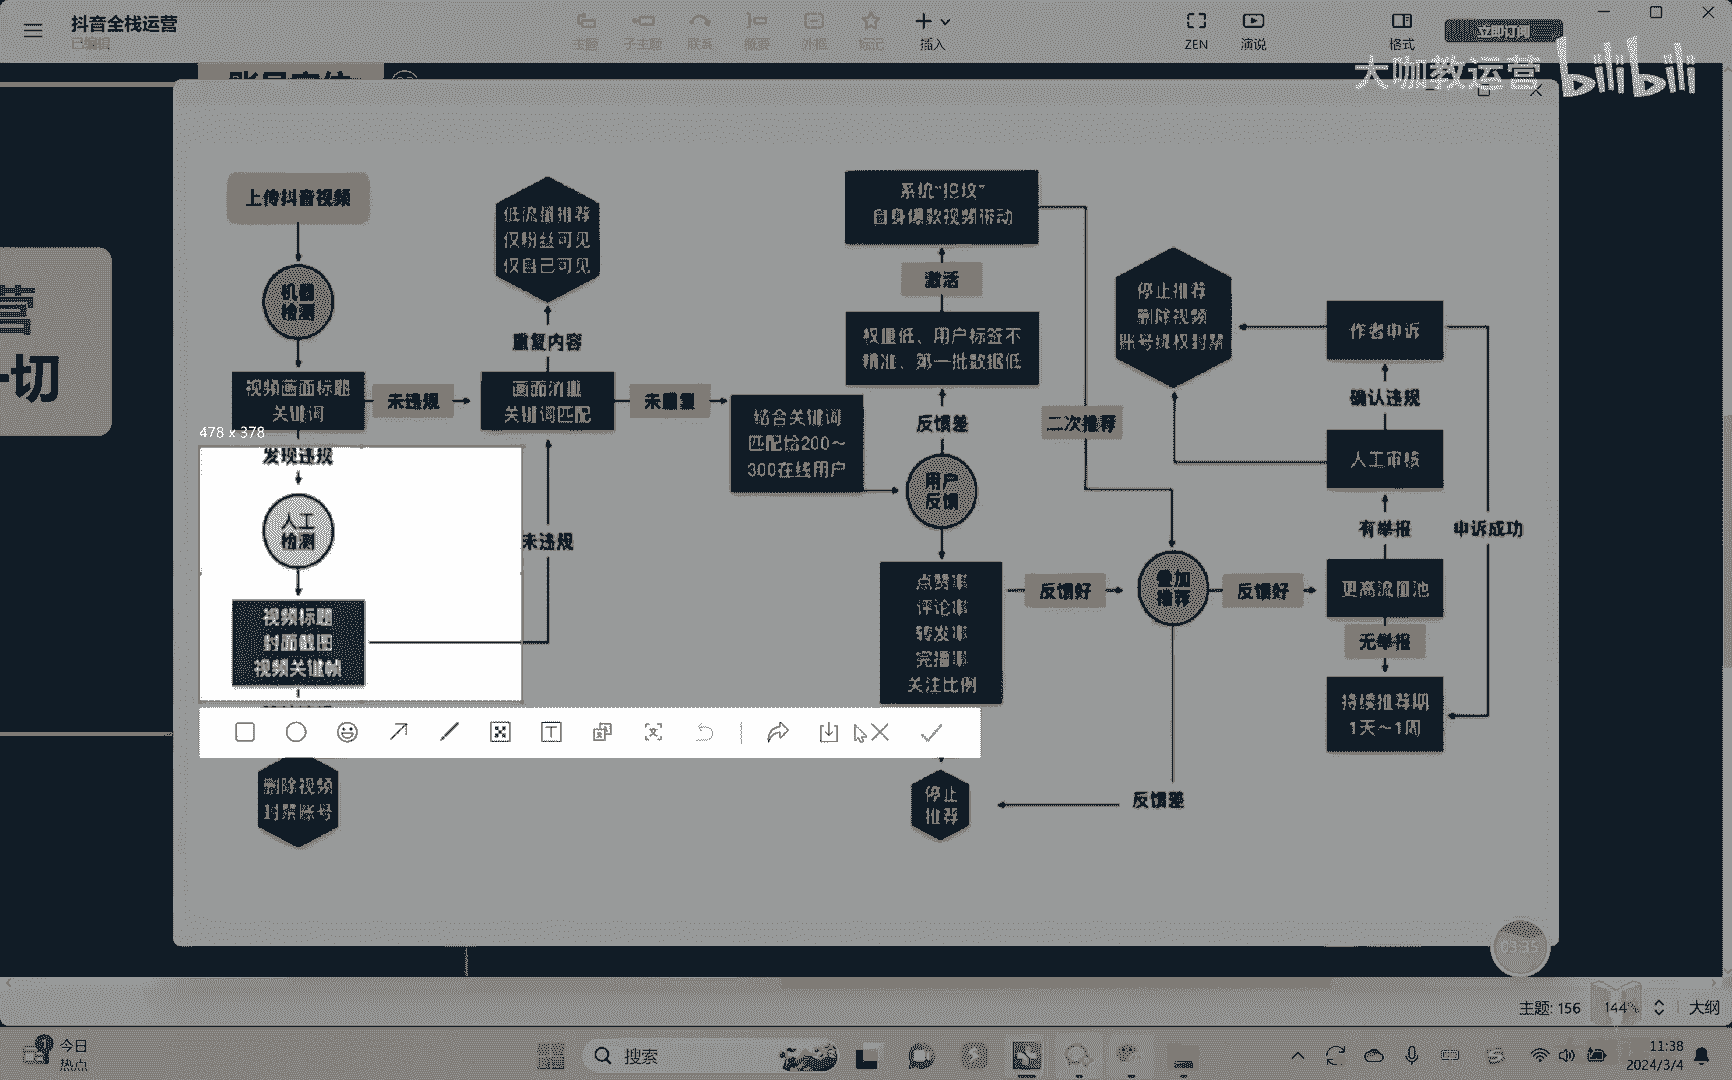 抖音全栈运营
已编辑
主题
子主题
联系
概要
外框
标记
插入
ZEN
演说
格式
立即订阅
大咖教运营
bilibili
账号定位
营
一切
上传抖音视频
机器
检测
视频画面标题
关键词
未违规
低流量推荐
仅粉丝可见
仅自己可见
重复内容
画面消重
关键词匹配
未重复
结合关键词
匹配给200～
300在线用户
系统“挖坟”
自身爆款视频带动
激活
权重低、用户标签不
精准、第一批数据低
反馈差
用户
反馈
二次推荐
停止推荐
删除视频
账号降权封禁
作者申诉
确认违规
人工审核
有举报
申诉成功
478 x 378
发现违规
人工
检测
未违规
视频标题
封面截图
视频关键帧
点赞率
评论率
转发率
完播率
关注比例
反馈好
叠加
推荐
反馈好
更高流量池
无举报
持续推荐期
1天～1周
删除视频
封禁账号
停止
推荐
反馈差
03:35
主题: 156
144%
大纲
今日
热点
搜索
11:38
2024/3/4